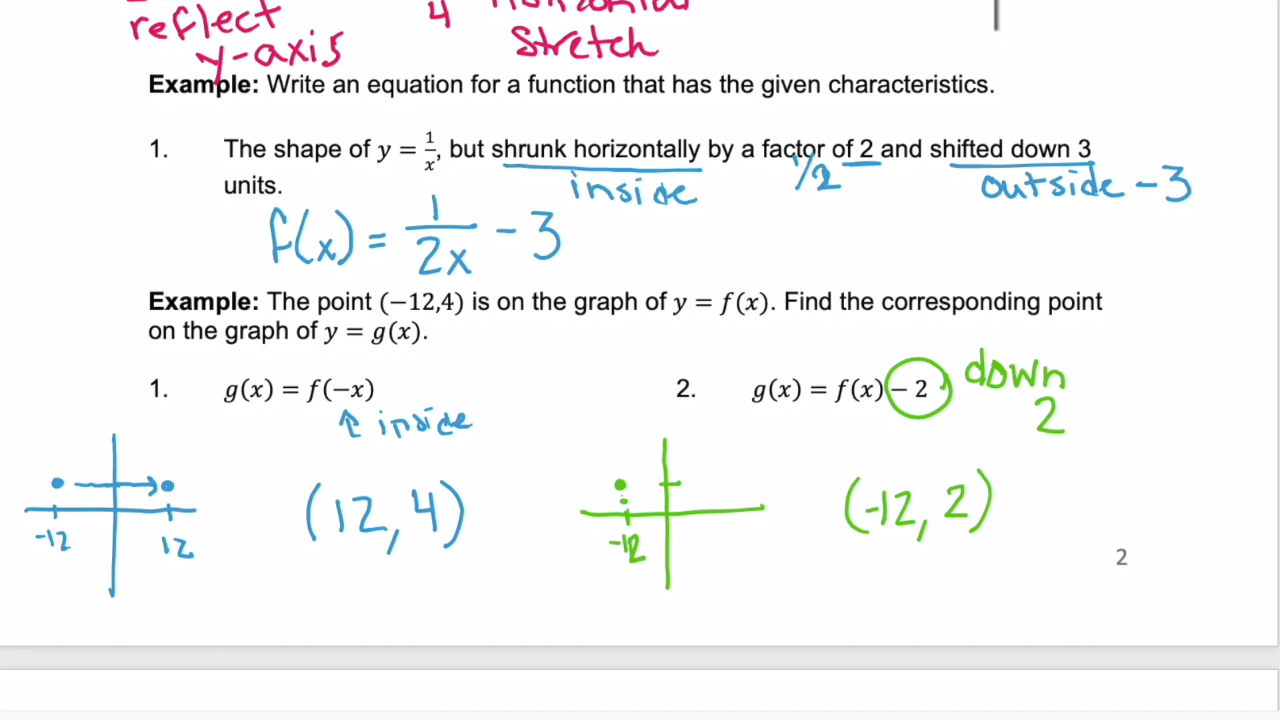 reflect
y-axis
4
Stretch
Example: Write an equation for a function that has the given characteristics.
1. The shape of y = 1/x, but shrunk horizontally by a factor of 2 and shifted down 3
units.
inside 1/2 outside -3
f(x) = 1/2x - 3
Example: The point (−12,4) is on the graph of y = f(x). Find the corresponding point
on the graph of y = g(x).
1. g(x) = f(−x)
↑ inside
-12 12
(12, 4)
2. g(x) = f(x) − 2
down
2
-12
(-12, 2)
2